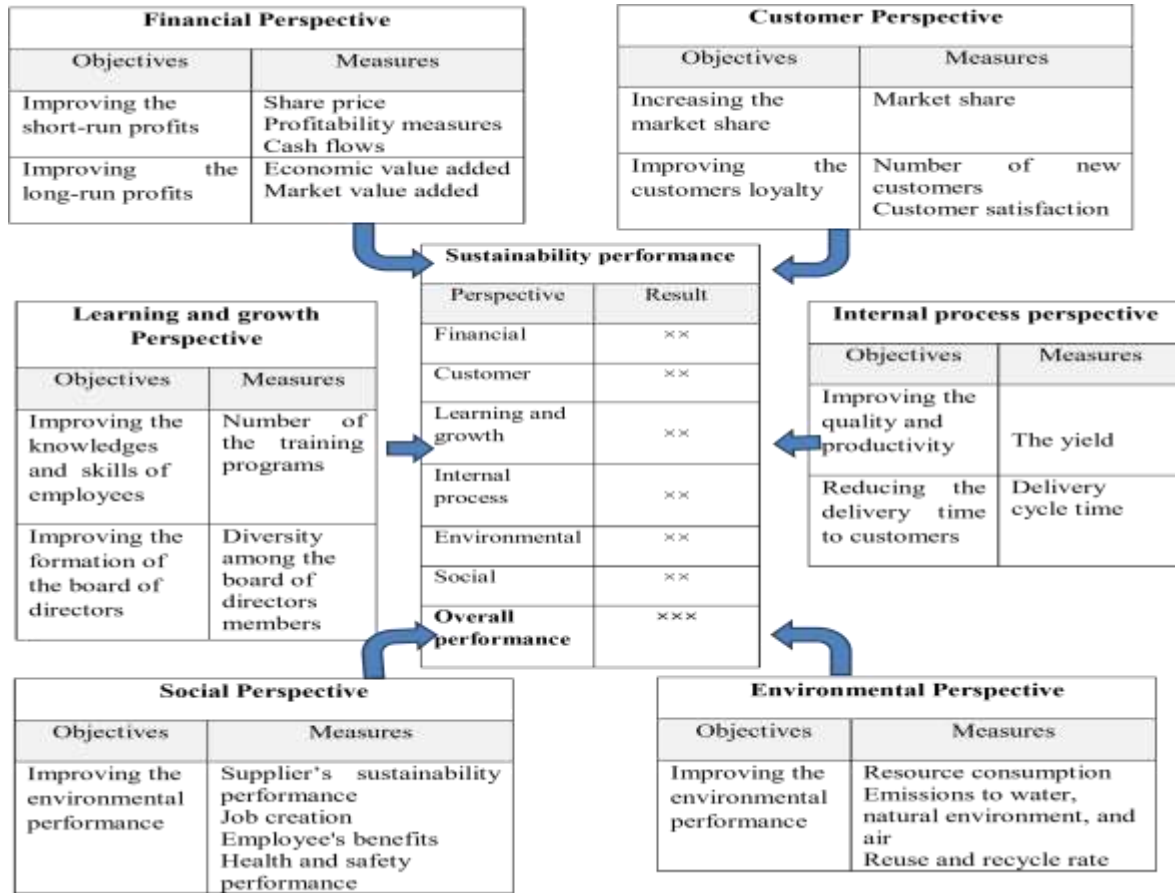 Financial Perspective
Objectives
Measures
Improving the
short-run profits
Share price
Profitability measures
Cash flows
Improving the
long-run profits
Economic value added
Market value added
Customer Perspective
Objectives
Measures
Increasing the
market share
Market share
Improving the
customers loyalty
Number of new
customers
Customer satisfaction
Learning and growth
Perspective
Objectives
Measures
Improving the
knowledges
and skills of
employees
Number of
the training
programs
Improving the
formation of
the board of
directors
Diversity
among the
board of
directors
members
Sustainability performance
Perspective
Result
Financial
××
Customer
××
Learning and
growth
××
Internal
process
××
Environmental
××
Social
××
Overall
performance
×××
Internal process perspective
Objectives
Measures
Improving the
quality and
productivity
The yield
Reducing the
delivery time
to customers
Delivery
cycle time
Social Perspective
Objectives
Measures
Improving the
environmental
performance
Supplier's sustainability
performance
Job creation
Employee's benefits
Health and safety
performance
Environmental Perspective
Objectives
Measures
Improving the
environmental
performance
Resource consumption
Emissions to water,
natural environment, and
air
Reuse and recycle rate